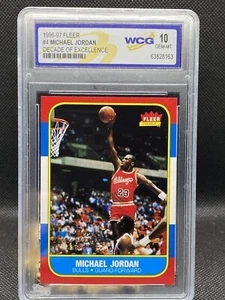 1996-97 FLEER
#4 MICHAEL JORDAN
DECADE OF EXCELLENCE
WCG
10
GEM-MT
63628163
FLEER
Chicago
23
MICHAEL JORDAN
BULLS • GUARD-FORWARD